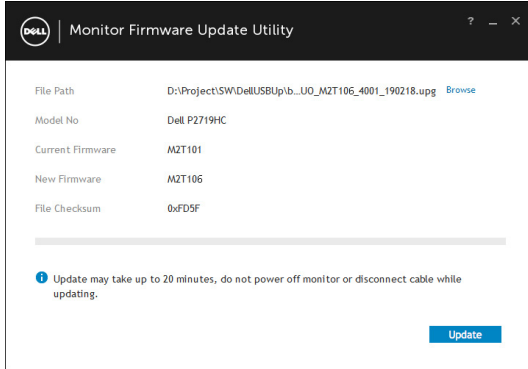 DELL Monitor Firmware Update Utility ?
File Path D:\Project\SW\DellUSBUp\b...UO_M2T106_4001_190218.upg Browse
Model No Dell P2719HC
Current Firmware M2T101
New Firmware M2T106
File Checksum 0xFD5F
Update may take up to 20 minutes, do not power off monitor or disconnect cable while
updating.
Update